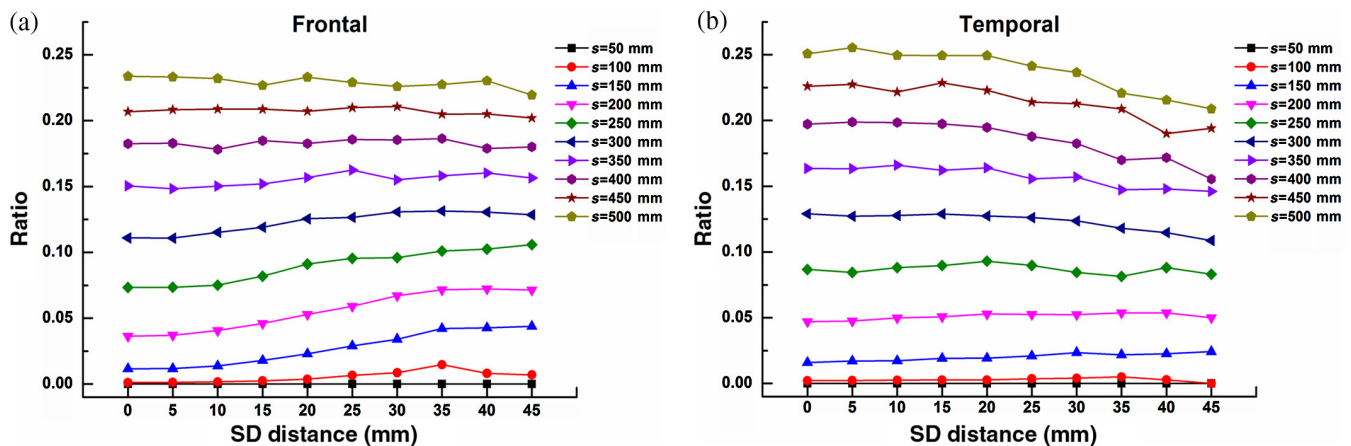 (a)
Frontal
Ratio
0.25
0.20
0.15
0.10
0.05
0.00
0 5 10 15 20 25 30 35 40 45
SD distance (mm)
s=50 mm
s=100 mm
s=150 mm
s=200 mm
s=250 mm
s=300 mm
s=350 mm
s=400 mm
s=450 mm
s=500 mm
(b)
Temporal
Ratio
0.25
0.20
0.15
0.10
0.05
0.00
0 5 10 15 20 25 30 35 40 45
SD distance (mm)
s=50 mm
s=100 mm
s=150 mm
s=200 mm
s=250 mm
s=300 mm
s=350 mm
s=400 mm
s=450 mm
s=500 mm